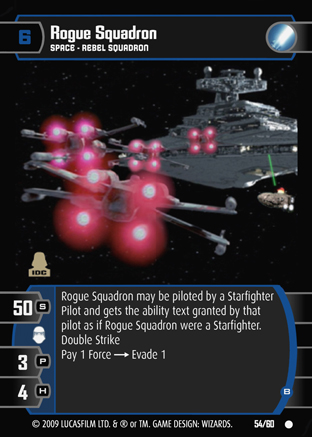 6
Rogue Squadron
SPACE - REBEL SQUADRON
IDC
50 S
3 P
4 H
Rogue Squadron may be piloted by a Starfighter
Pilot and gets the ability text granted by that
pilot as if Rogue Squadron were a Starfighter.
Double Strike
Pay 1 Force → Evade 1
B
© 2009 LUCASFILM LTD. & ® or TM. GAME DESIGN: WIZARDS. 54/60